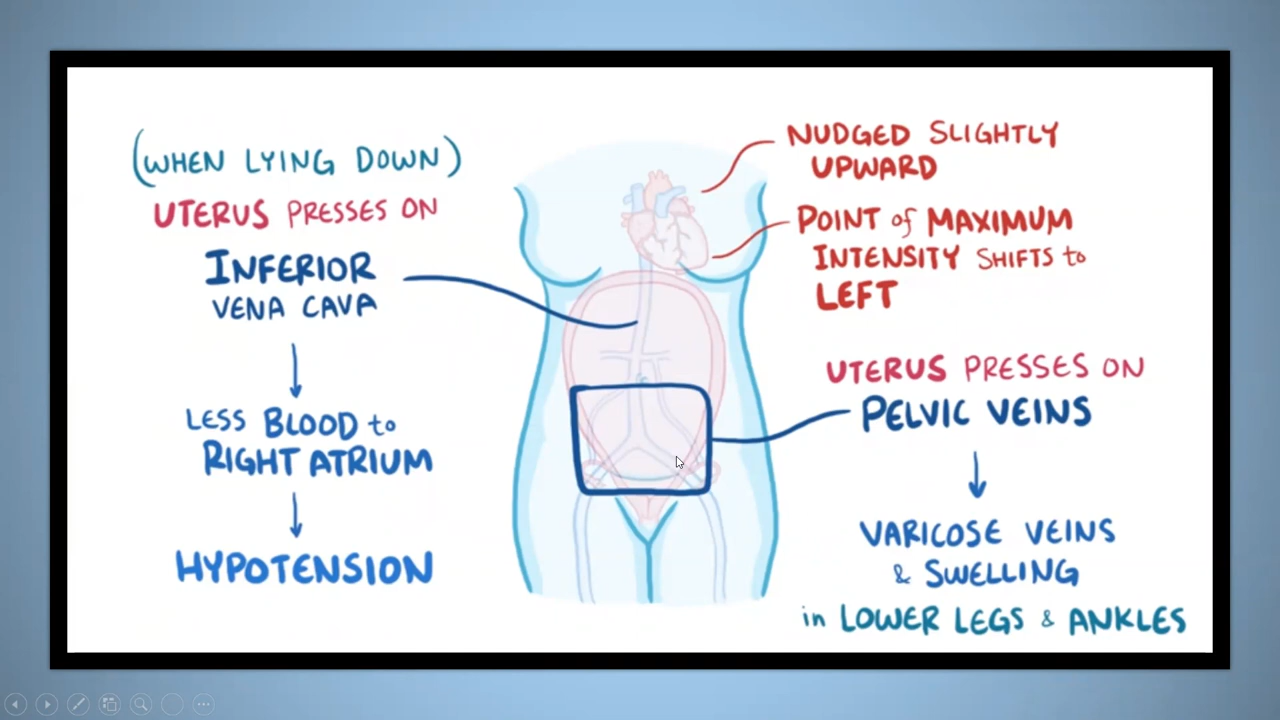 (WHEN LYING DOWN)
UTERUS PRESSES ON
INFERIOR
VENA CAVA
LESS BLOOD to
RIGHT ATRIUM
HYPOTENSION
NUDGED SLIGHTLY
UPWARD
POINT of MAXIMUM
INTENSITY SHIFTS to
LEFT
UTERUS PRESSES ON
PELVIC VEINS
VARICOSE VEINS
& SWELLING
in LOWER LEGS & ANKLES